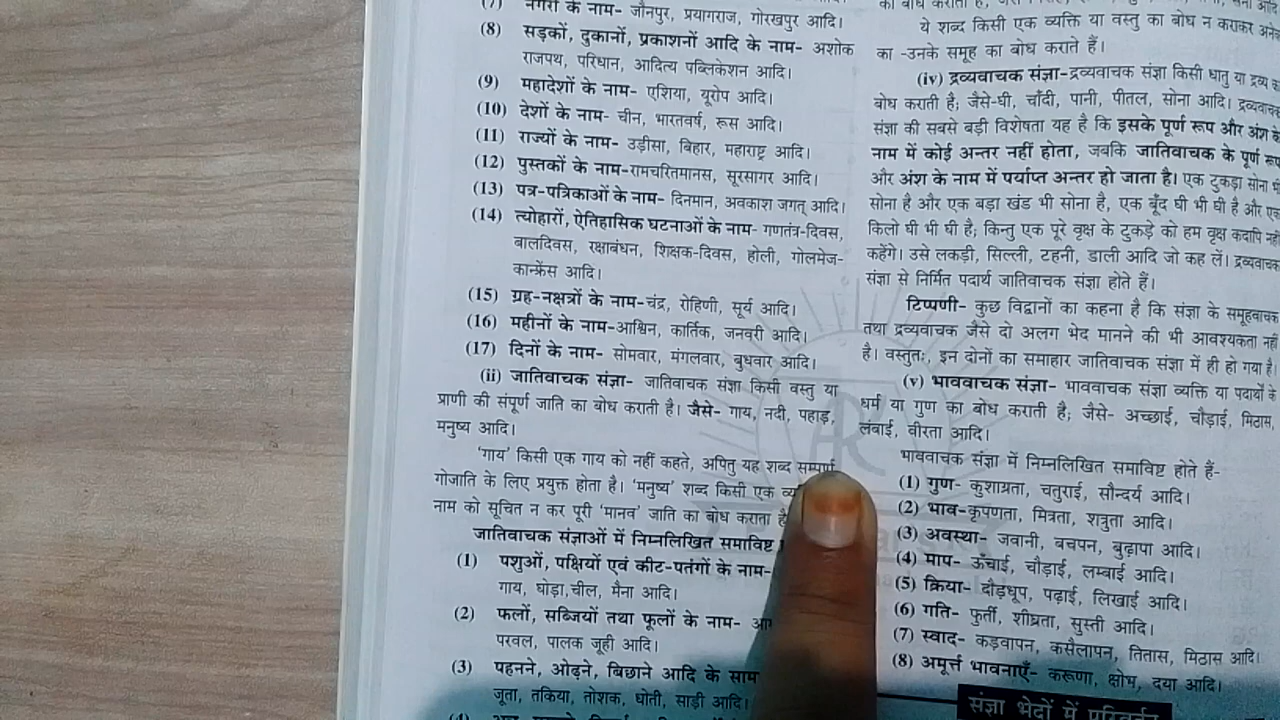 (7) नगरों के नाम- जौनपुर, प्रयागराज, गोरखपुर आदि।
(8) सड़कों, दुकानों, प्रकाशनों आदि के नाम- अशोक
राजपथ, परिधान, आदित्य पब्लिकेशन आदि।
(9) महादेशों के नाम- एशिया, यूरोप आदि।
(10) देशों के नाम- चीन, भारतवर्ष, रूस आदि।
(11) राज्यों के नाम- उड़ीसा, बिहार, महाराष्ट्र आदि।
(12) पुस्तकों के नाम-रामचरितमानस, सूरसागर आदि।
(13) पत्र-पत्रिकाओं के नाम- दिनमान, अवकाश जगत् आदि।
(14) त्योहारों, ऐतिहासिक घटनाओं के नाम- गणतंत्र-दिवस,
बालदिवस, रक्षाबंधन, शिक्षक-दिवस, होली, गोलमेज-
कान्फ्रेंस आदि।
(15) ग्रह-नक्षत्रों के नाम-चंद्र, रोहिणी, सूर्य आदि।
(16) महीनों के नाम-आश्विन, कार्तिक, जनवरी आदि।
(17) दिनों के नाम- सोमवार, मंगलवार, बुधवार आदि।
(ii) जातिवाचक संज्ञा- जातिवाचक संज्ञा किसी वस्तु या
प्राणी की संपूर्ण जाति का बोध कराती है। जैसे- गाय, नदी, पहाड़,
मनुष्य आदि।
'गाय' किसी एक गाय को नहीं कहते, अपितु यह शब्द सम्पूर्ण
गोजाति के लिए प्रयुक्त होता है। 'मनुष्य' शब्द किसी एक
नाम को सूचित न कर पूरी 'मानव' जाति का बोध कराता
जातिवाचक संज्ञाओं में निम्नलिखित समाविष्ट
(1) पशुओं, पक्षियों एवं कीट-पतंगों के नाम-
गाय, घोड़ा,चील, मैना आदि।
(2) फलों, सब्जियों तथा फूलों के नाम-
परवल, पालक जूही आदि।
(3) पहनने, ओढ़ने, बिछाने आदि के
जूता, तकिया, तोशक, धोती, साड़ी आदि।
ये शब्द किसी एक व्यक्ति या वस्तु का बोध न कराकर
का -उनके समूह का बोध कराते हैं।
(iv) द्रव्यवाचक संज्ञा-द्रव्यवाचक संज्ञा किसी धातु या द्रव्य
बोध कराती है; जैसे-घी, चाँदी, पानी, पीतल, सोना आदि। द्रव्यवाचक
संज्ञा की सबसे बड़ी विशेषता यह है कि इसके पूर्ण रूप और अंश के
नाम में कोई अन्तर नहीं होता, जबकि जातिवाचक के पूर्ण रूप
और अंश के नाम में पर्याप्त अन्तर हो जाता है। एक टुकड़ा सोना भी
सोना है और एक बड़ा खंड भी सोना है, एक बूँद घी भी घी है और एक
किलो घी भी घी है; किन्तु एक पूरे वृक्ष के टुकड़े को हम वृक्ष कदापि नहीं
कहेंगे। उसे लकड़ी, सिल्ली, टहनी, डाली आदि जो कह लें। द्रव्यवाचक
संज्ञा से निर्मित पदार्थ जातिवाचक संज्ञा होते हैं।
टिप्पणी- कुछ विद्वानों का कहना है कि संज्ञा के समूहवाचक
तथा द्रव्यवाचक जैसे दो अलग भेद मानने की भी आवश्यकता नहीं
है। वस्तुतः, इन दोनों का समाहार जातिवाचक संज्ञा में ही हो गया है।
(v) भाववाचक संज्ञा- भाववाचक संज्ञा व्यक्ति या पदार्थों के
धर्म या गुण का बोध कराती है; जैसे- अच्छाई, चौड़ाई, मिठास,
लंबाई, वीरता आदि।
भाववाचक संज्ञा में निम्नलिखित समाविष्ट होते हैं-
(1) गुण- कुशाग्रता, चतुराई, सौन्दर्य आदि।
(2) भाव-कृपणता, मित्रता, शत्रुता आदि।
(3) अवस्था- जवानी, बचपन, बुढ़ापा आदि।
(4) माप- ऊँचाई, चौड़ाई, लम्बाई आदि।
(5) क्रिया- दौड़धूप, पढ़ाई, लिखाई आदि।
(6) गति- फुर्ती, शीघ्रता, सुस्ती आदि।
(7) स्वाद- कड़वापन, कसैलापन, तितास, मिठास आदि।
(8) अमूर्त्त भावनाएँ- करूणा, क्षोभ, दया आदि।
संज्ञा भेदों में परिवर्तन